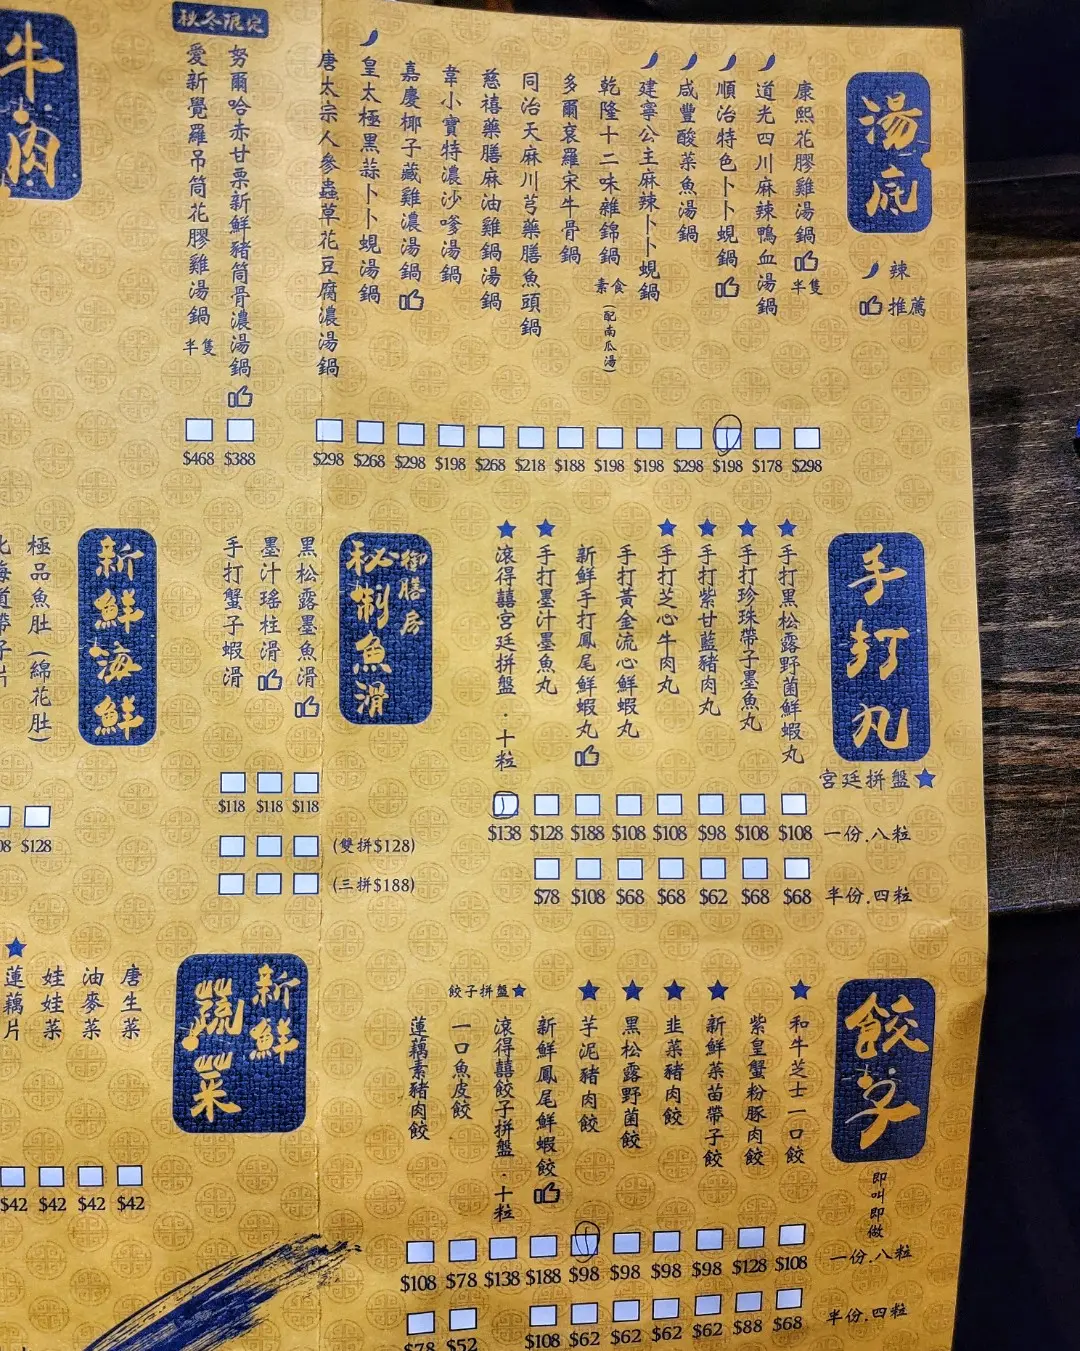 湯底
辣
推薦
康熙花膠雞湯鍋 半隻
道光四川麻辣鴨血湯鍋
順治特色卜卜蜆鍋
咸豐酸菜魚湯鍋
建寧公主麻辣卜卜蜆鍋
乾隆十二味雜錦鍋 素食 (配南瓜湯)
多爾袞羅宋牛骨鍋
同治天麻川芎藥膳魚頭鍋
慈禧藥膳麻油雞鍋湯鍋
韋小寶特濃沙嗲湯鍋
嘉慶椰子藏雞濃湯鍋
皇太極黑蒜卜卜蜆湯鍋
唐太宗人參蟲草花豆腐濃湯鍋
秋冬限定
努爾哈赤甘栗新鮮豬筒骨濃湯鍋
愛新覺羅吊筒花膠雞湯鍋 半隻
$468 $388 $298 $268 $298 $198 $268 $218 $188 $198 $198 $298 $198 $178 $298
牛肉
手打丸
宮廷拼盤★
★手打黑松露野菌鮮蝦丸
★手打珍珠帶子墨魚丸
★手打紫甘藍豬肉丸
★手打芝心牛肉丸
手打黃金流心鮮蝦丸
新鮮手打鳳尾鮮蝦丸
★手打墨汁墨魚丸
★滾得囍宮廷拼盤．十粒
$138 $128 $188 $108 $108 $98 $108 $108 一份.八粒
$78 $108 $68 $68 $62 $68 $68 半份.四粒
御膳房
秘制魚滑
黑松露墨魚滑
墨汁瑤柱滑
手打蟹子蝦滑
$118 $118 $118
(雙拼$128)
(三拼$188)
新鮮海鮮
極品魚肚(綿花肚)
$128
餃子
即叫即做
★和牛芝士一口餃
紫皇蟹粉豚肉餃
★新鮮菜苗帶子餃
★韭菜豬肉餃
★黑松露野菌餃
★芋泥豬肉餃
新鮮鳳尾鮮蝦餃
餃子拼盤★
滾得囍餃子拼盤．十粒
一口魚皮餃
蓮藕素豬肉餃
$108 $78 $138 $188 $98 $98 $98 $98 $128 $108 一份.八粒
$78 $52 $108 $62 $62 $62 $62 $88 $68 半份.四粒
新鮮蔬菜
唐生菜
油麥菜
娃娃菜
★蓮藕片
$42 $42 $42 $42